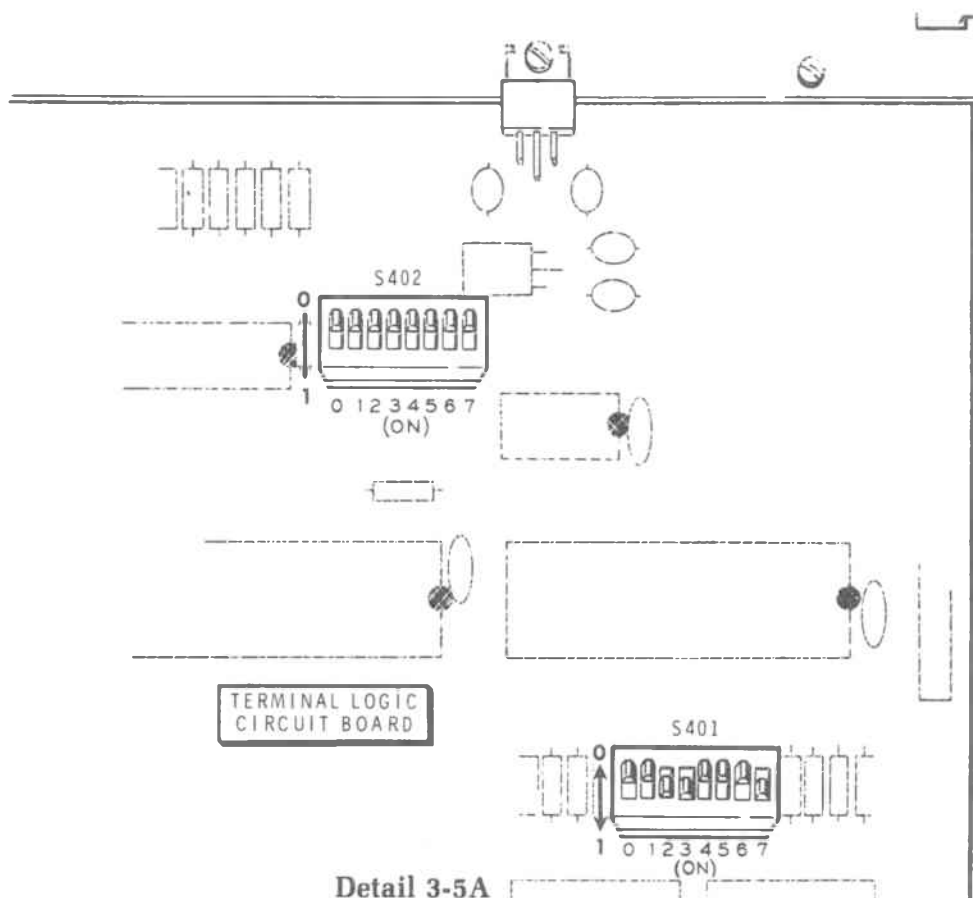 S402
0
1
0 1 2 3 4 5 6 7
(ON)
TERMINAL LOGIC
CIRCUIT BOARD
S401
0
1
0 1 2 3 4 5 6 7
(ON)
Detail 3-5A